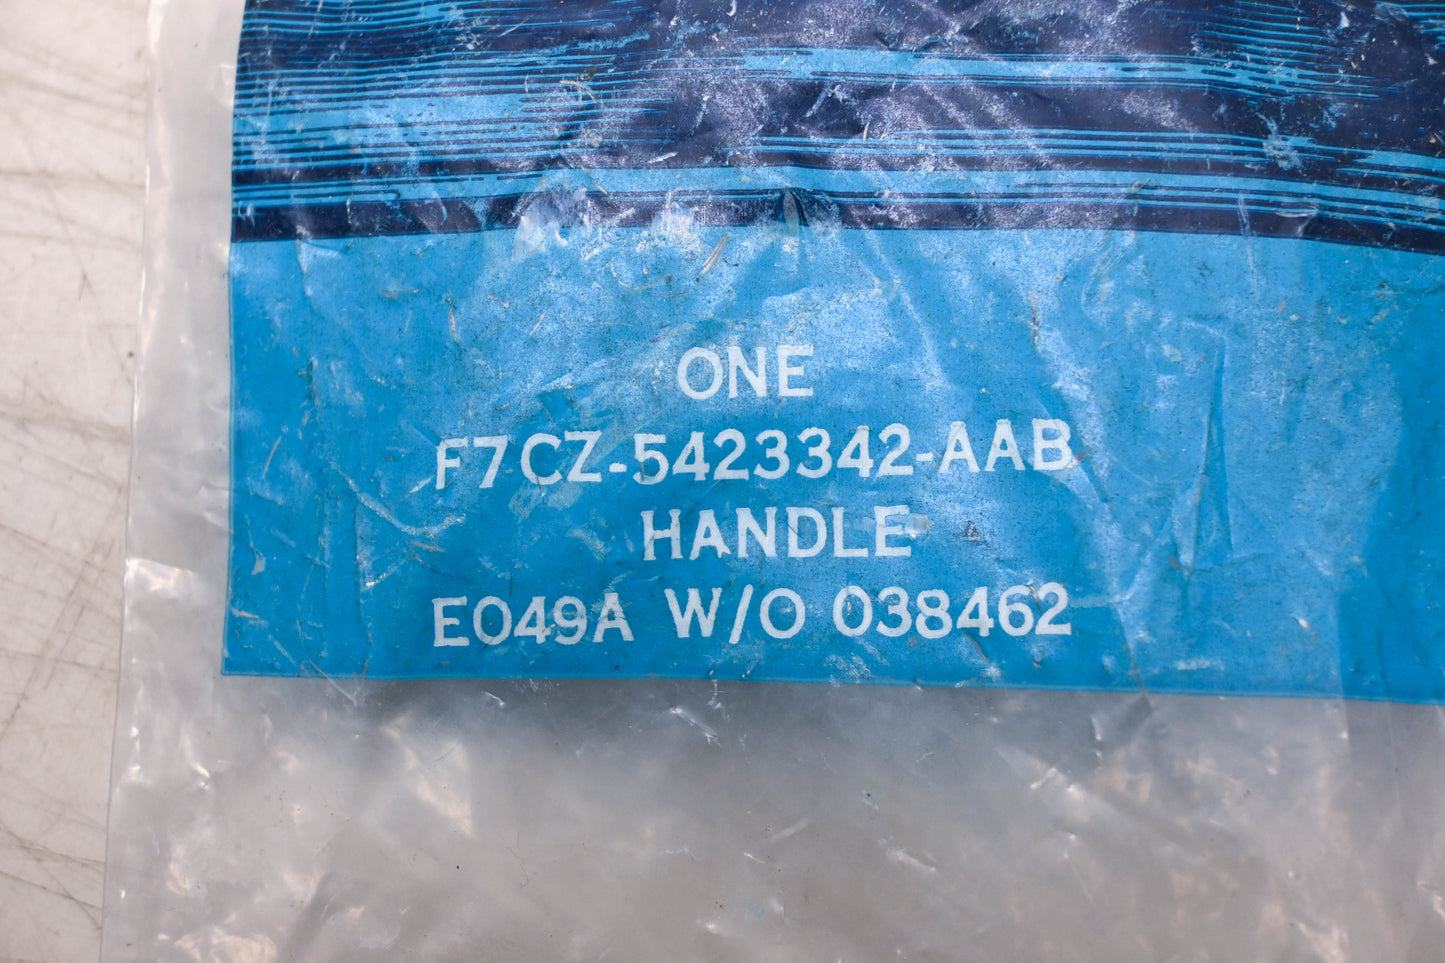 ONE
F7CZ-5423342-AAB
HANDLE
E049A W/O 038462